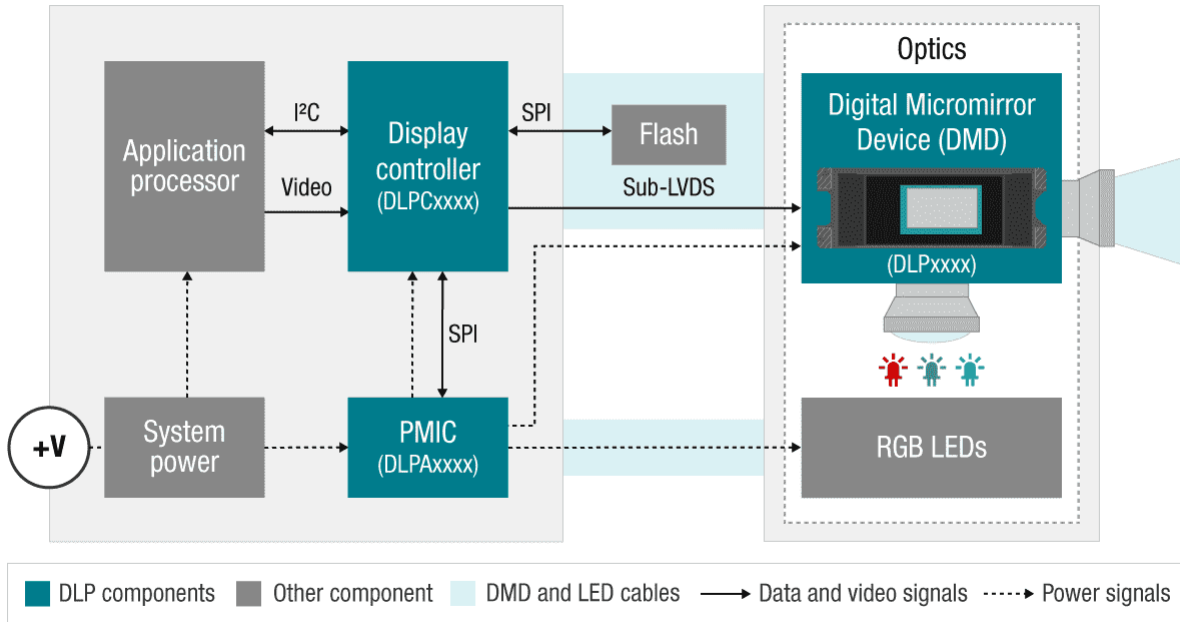 Optics
Application
processor
I²C
Video
Display
controller
(DLPCxxxx)
SPI
Flash
Sub-LVDS
Digital Micromirror
Device (DMD)
(DLPxxxx)
SPI
+V
System
power
PMIC
(DLPAxxxx)
RGB LEDs
DLP components
Other component
DMD and LED cables
Data and video signals
Power signals